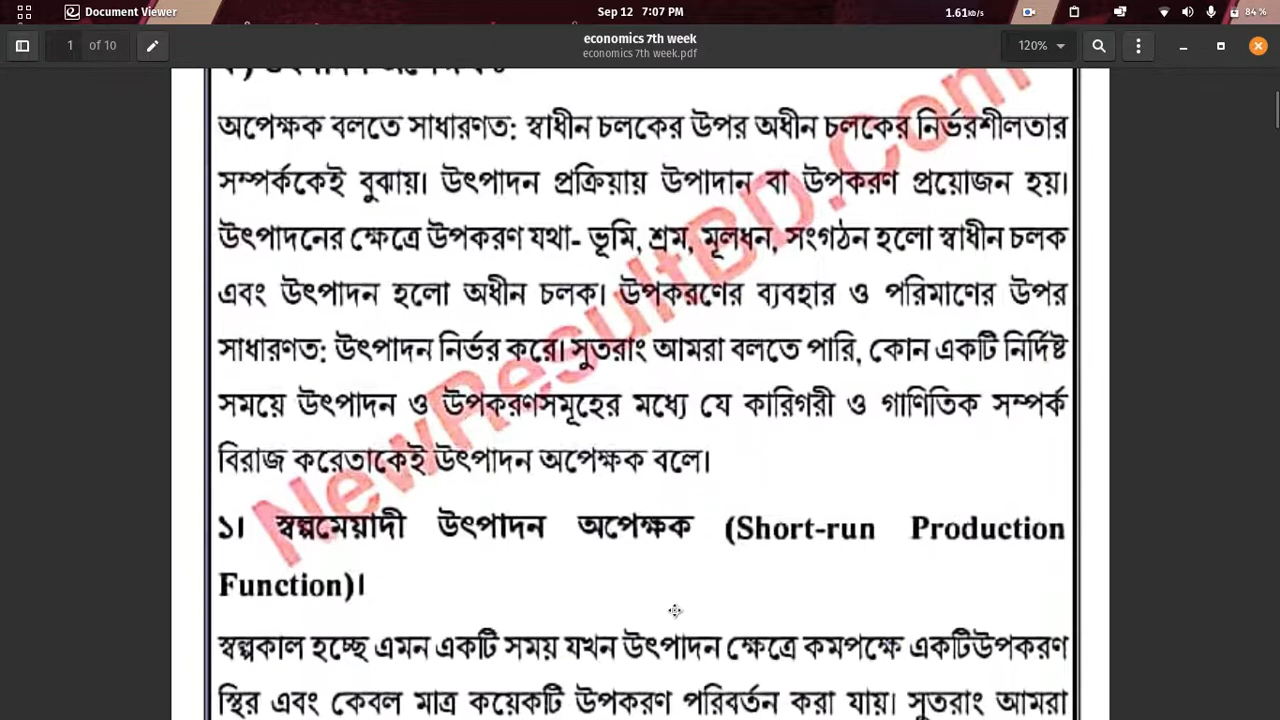 Document Viewer
Sep 12 7:07 PM
1.61kb/s
84 %
1 of 10
economics 7th week
economics 7th week.pdf
120%
অপেক্ষক বলতে সাধারণত: স্বাধীন চলকের উপর অধীন চলকের নির্ভরশীলতার
সম্পর্ককেই বুঝায়। উৎপাদন প্রক্রিয়ায় উপাদান বা উপকরণ প্রয়োজন হয়।
উৎপাদনের ক্ষেত্রে উপকরণ যথা- ভূমি, শ্রম, মূলধন, সংগঠন হলো স্বাধীন চলক
এবং উৎপাদন হলো অধীন চলক। উপকরণের ব্যবহার ও পরিমাণের উপর
সাধারণত: উৎপাদন নির্ভর করে। সুতরাং আমরা বলতে পারি, কোন একটি নির্দিষ্ট
সময়ে উৎপাদন ও উপকরণসমূহের মধ্যে যে কারিগরী ও গাণিতিক সম্পর্ক
বিরাজ করেতাকেই উৎপাদন অপেক্ষক বলে।
NewResultBD.Com
১। স্বল্পমেয়াদী উৎপাদন অপেক্ষক (Short-run Production
Function)।
স্বল্পকাল হচ্ছে এমন একটি সময় যখন উৎপাদন ক্ষেত্রে কমপক্ষে একটিউপকরণ
স্থির এবং কেবল মাত্র কয়েকটি উপকরণ পরিবর্তন করা যায়। সুতরাং আমরা